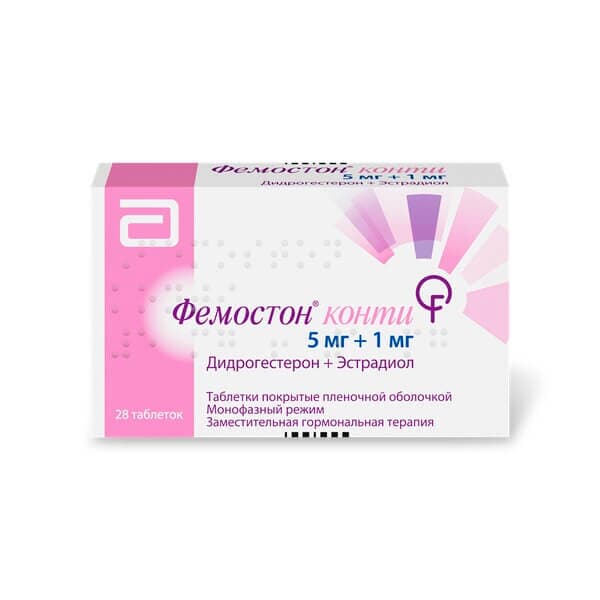 Фемостон® конти
5 мг + 1 мг
Дидрогестерон + Эстрадиол
Фемостон® конти
5 мг + 1 мг
Дидрогестерон + Эстрадиол
Таблетки покрытые пленочной оболочкой
Монофазный режим
Заместительная гормональная терапия
28 таблеток